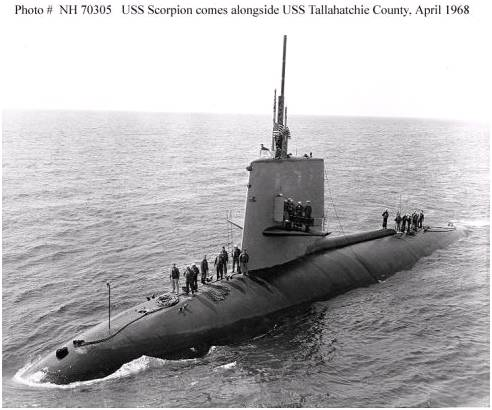 Photo #  NH 70305   USS Scorpion comes alongside USS Tallahatchie County, April 1968